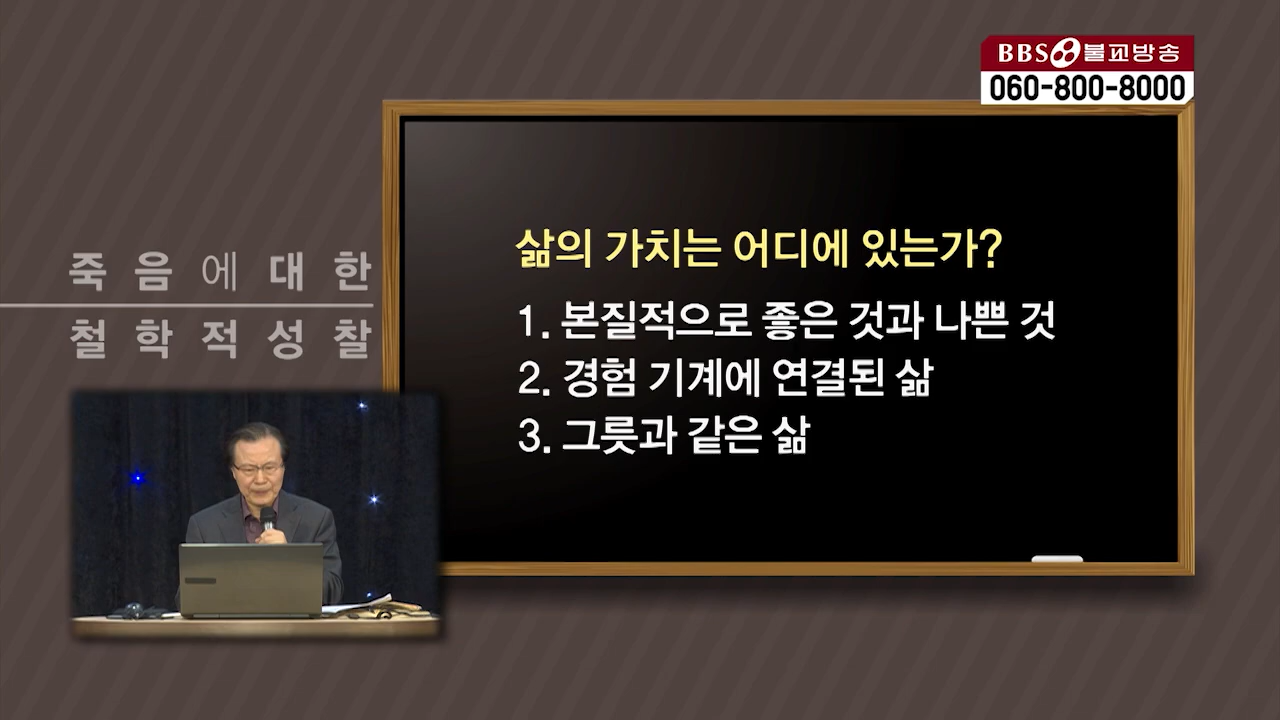 BBS 불교방송
060-800-8000
죽음에 대한
철학적성찰
삶의 가치는 어디에 있는가?
1. 본질적으로 좋은 것과 나쁜 것
2. 경험 기계에 연결된 삶
3. 그릇과 같은 삶